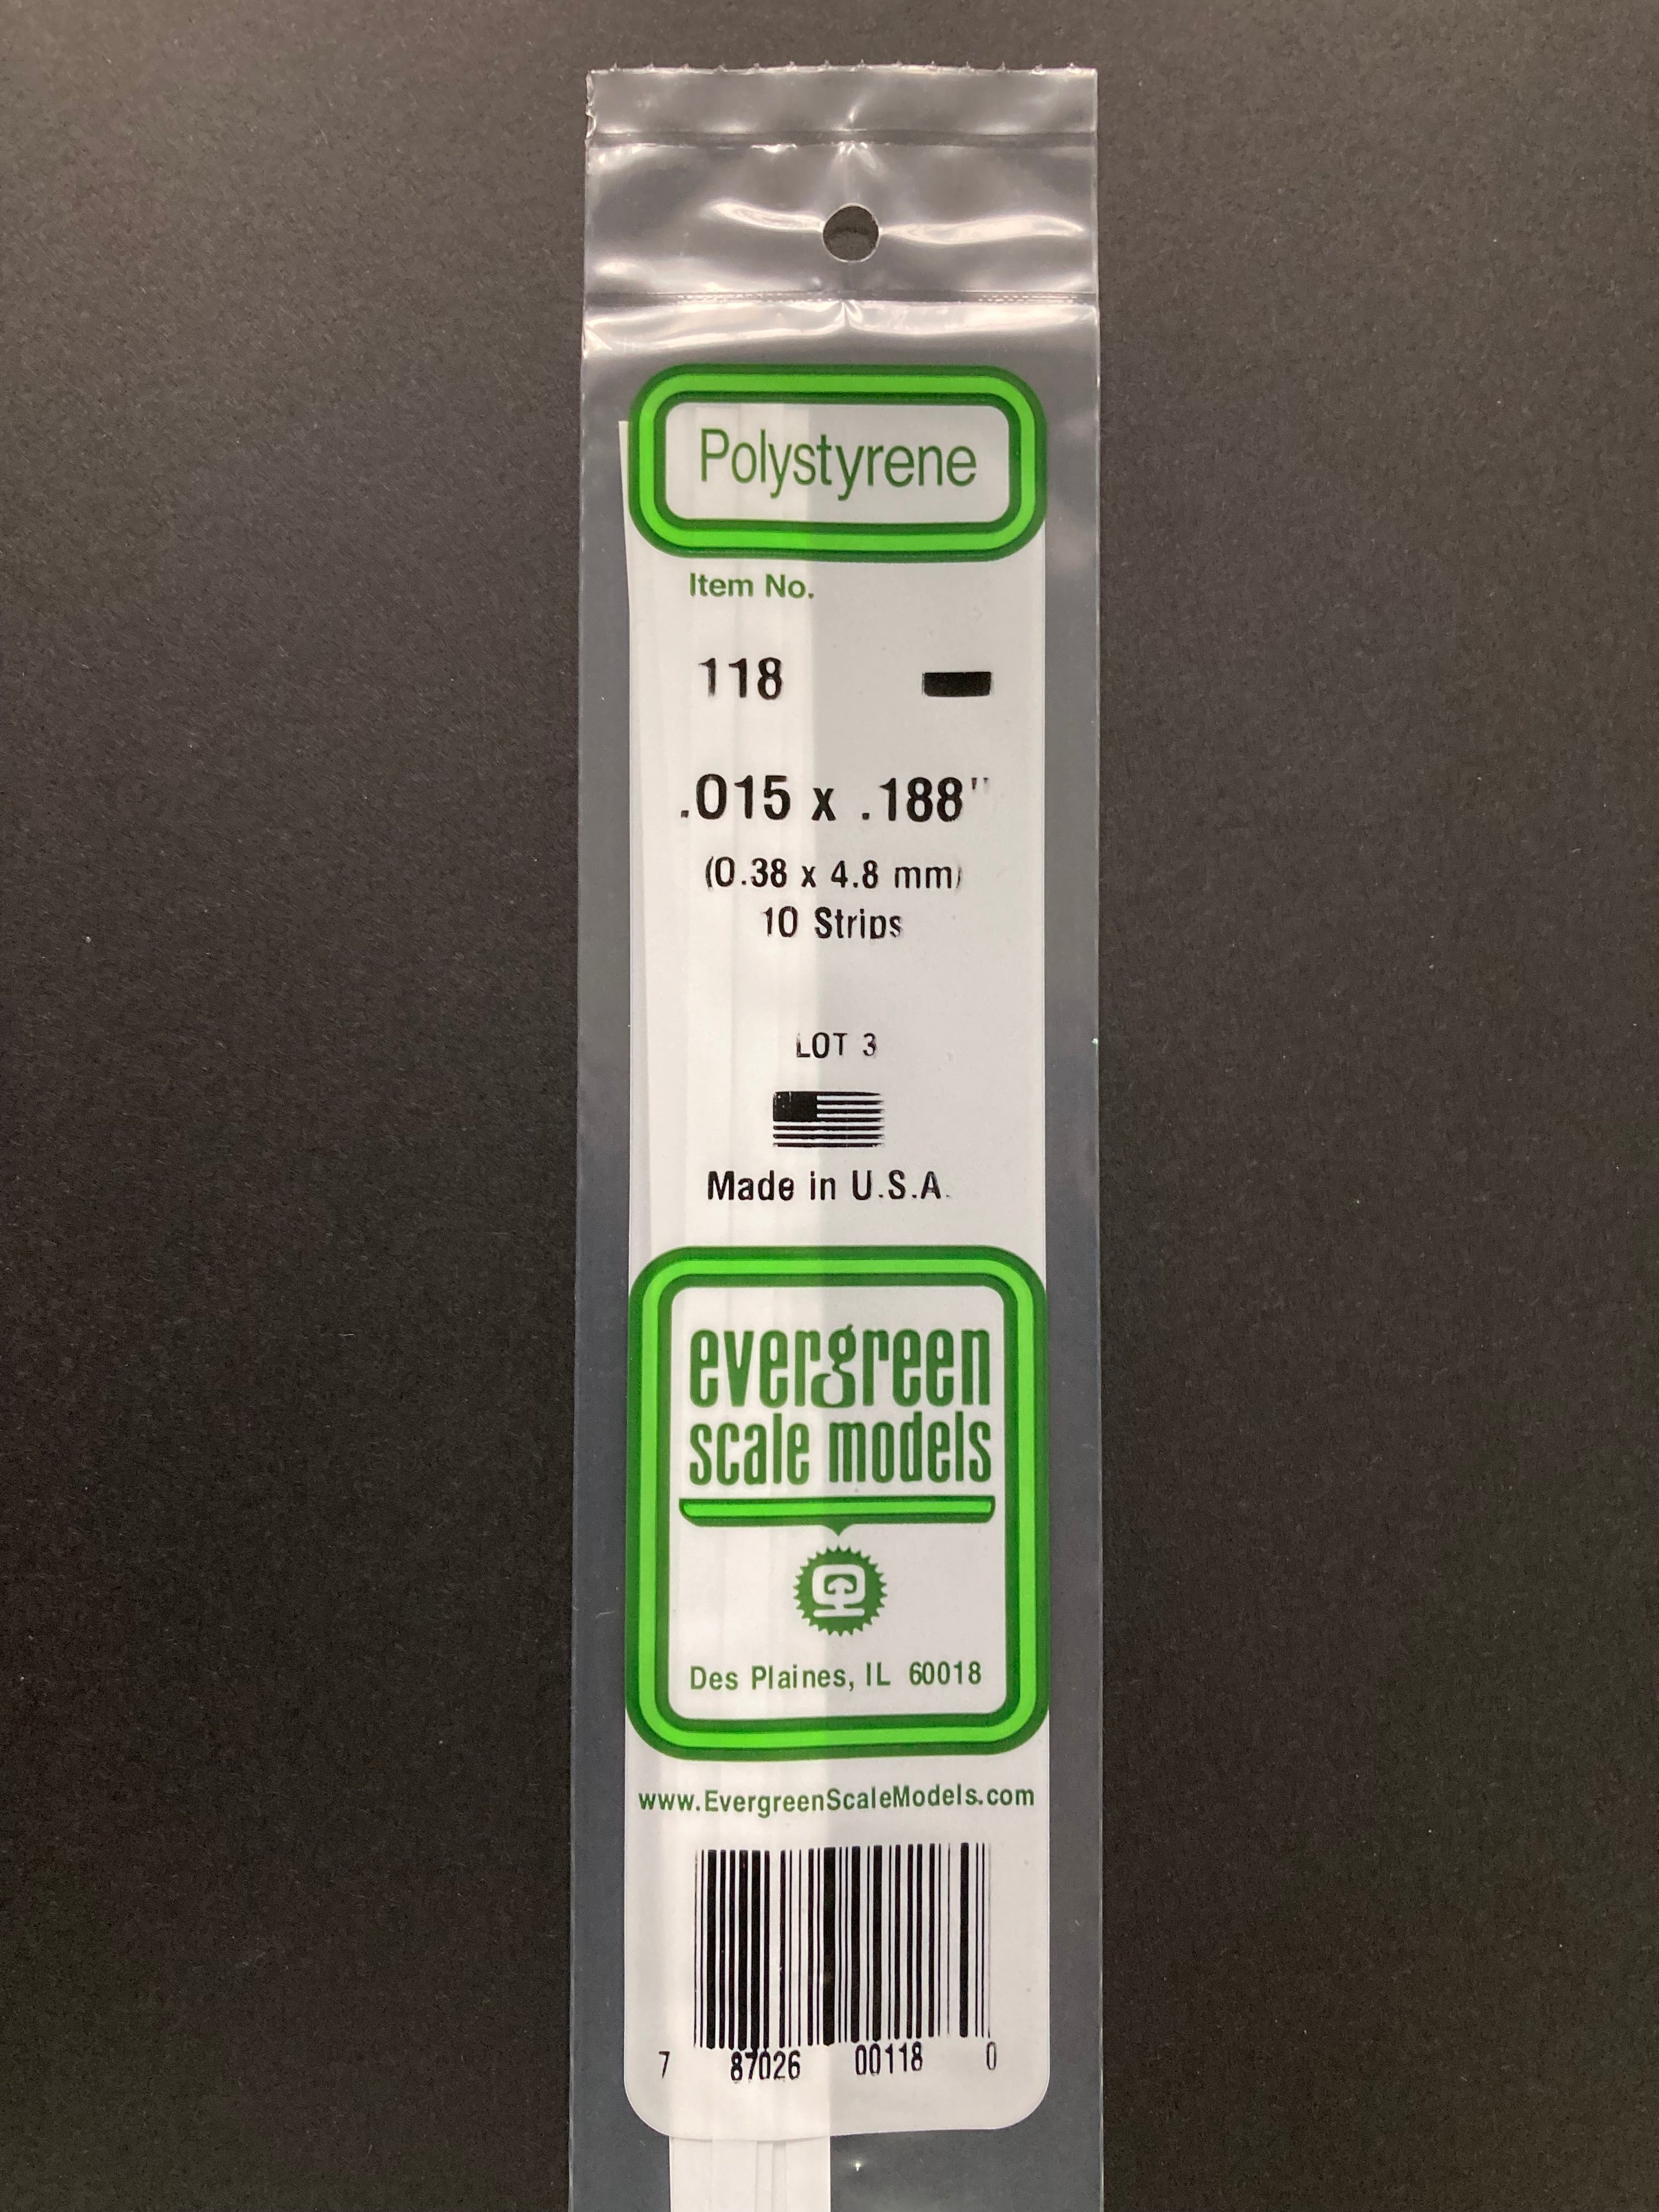 Polystyrene
Item No.
118
.015 x .188"
(0.38 x 4.8 mm)
10 Strips
LOT 3
Made in U.S.A.
evergreen
scale models
Des Plaines, IL 60018
www.EvergreenScaleModels.com
7 87026 00118 0